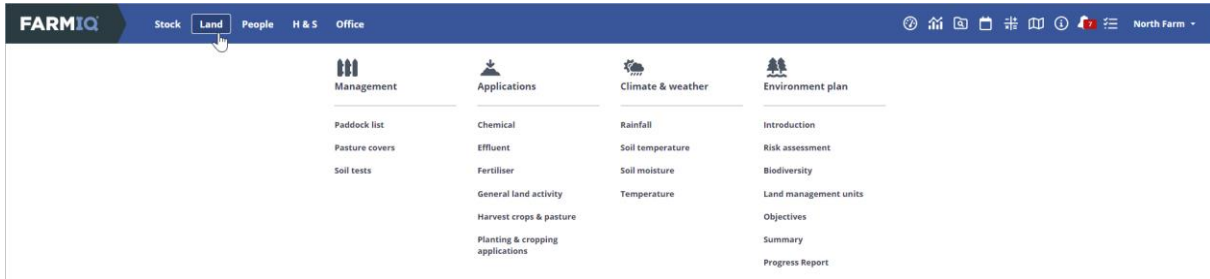 FARMIQ Stock Land People H & S Office 7 North Farm
Management
Paddock list
Pasture covers
Soil tests
Applications
Chemical
Effluent
Fertiliser
General land activity
Harvest crops & pasture
Planting & cropping
applications
Climate & weather
Rainfall
Soil temperature
Soil moisture
Temperature
Environment plan
Introduction
Risk assessment
Biodiversity
Land management units
Objectives
Summary
Progress Report